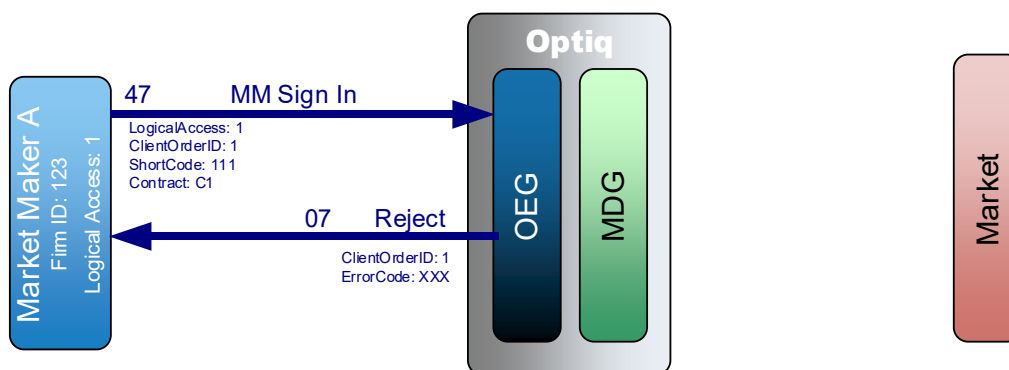 Optiq
47 MM Sign In
LogicalAccess: 1
ClientOrderID: 1
ShortCode: 111
Contract: C1
Market Maker A
Firm ID: 123
Logical Access: 1
OEG
MDG
Market
07 Reject
ClientOrderID: 1
ErrorCode: XXX